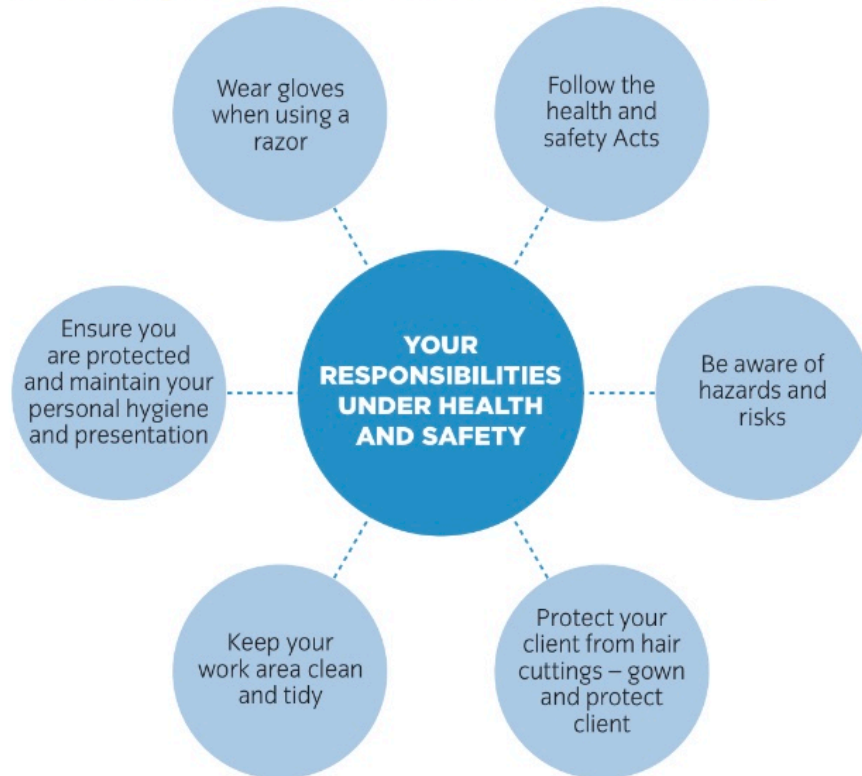 Wear gloves
when using a
razor
Follow the
health and
safety Acts
Ensure you
are protected
and maintain your
personal hygiene
and presentation
YOUR
RESPONSIBILITIES
UNDER HEALTH
AND SAFETY
Be aware of
hazards and
risks
Keep your
work area clean
and tidy
Protect your
client from hair
cuttings – gown
and protect
client